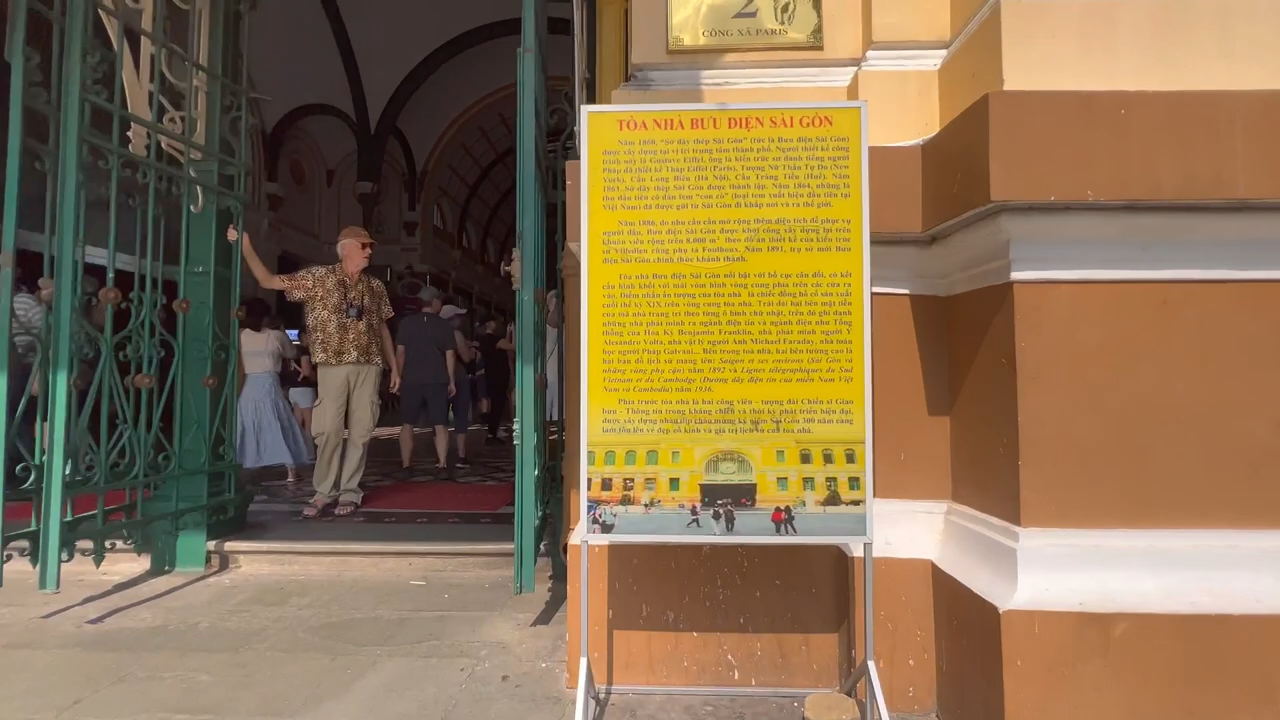 2
CÔNG XÃ PARIS
TÒA NHÀ BƯU ĐIỆN SÀI GÒN
Năm 1860, "Sở dây thép Sài Gòn" (tức là Bưu điện Sài Gòn)
được xây dựng tại vị trí trung tâm thành phố. Người thiết kế công
trình này là Gustave Eiffel, ông là kiến trúc sư danh tiếng người
Pháp đã thiết kế Tháp Eiffel (Paris), Tượng Nữ Thần Tự Do (New
York), Cầu Long Biên (Hà Nội), Cầu Tràng Tiền (Huế). Năm
1863, Sở dây thép Sài Gòn được thành lập. Năm 1864, những lá
thư đầu tiên có dán tem "con cò" (loại tem xuất hiện đầu tiên tại
Việt Nam) đã được gửi từ Sài Gòn đi khắp nơi và ra thế giới.
Năm 1886, do nhu cầu cần mở rộng thêm diện tích để phục vụ
người dân, Bưu điện Sài Gòn được khởi công xây dựng lại trên
khuôn viên rộng trên 8.000 m² theo đồ án thiết kế của kiến trúc
sư Villedieu cùng phụ tá Foulhoux. Năm 1891, trụ sở mới Bưu
điện Sài Gòn chính thức khánh thành.
Tòa nhà Bưu điện Sài Gòn nổi bật với bố cục cân đối, có kết
cấu hình khối với mái vòm hình vòng cung phía trên các cửa ra
vào. Điểm nhấn ấn tượng của tòa nhà là chiếc đồng hồ có sản xuất
cuối thế kỷ XIX trên vòng cung tòa nhà. Trải dài hai bên mặt tiền
của toà nhà trang trí theo từng ô hình chữ nhật, trên đó ghi danh
những nhà phát minh ra ngành điện tín và ngành điện như Tổng
thống của Hoa Kỳ Benjamin Franklin, nhà phát minh người Ý
Alesandro Volta, nhà vật lý người Anh Michael Faraday, nhà toán
học người Pháp Galvani... Bên trong toà nhà, hai bên tường cao là
hai bản đồ lịch sử mang tên: Saigon et ses environs (Sài Gòn và
những vùng phụ cận) năm 1892 và Lignes télégraphiques du Sud
Vietnam et du Cambodge (Đường dây điện tín của miền Nam Việt
Nam và Cambodia) năm 1936.
Phía trước tòa nhà là hai công viên – tượng đài Chiến sĩ Giao
bưu - Thông tin trong kháng chiến và thời kỳ phát triển hiện đại,
được xây dựng nhân dịp chào mừng kỷ niệm Sài Gòn 300 năm càng
làm tôn lên vẻ đẹp cổ kính và giá trị lịch sử của tòa nhà.